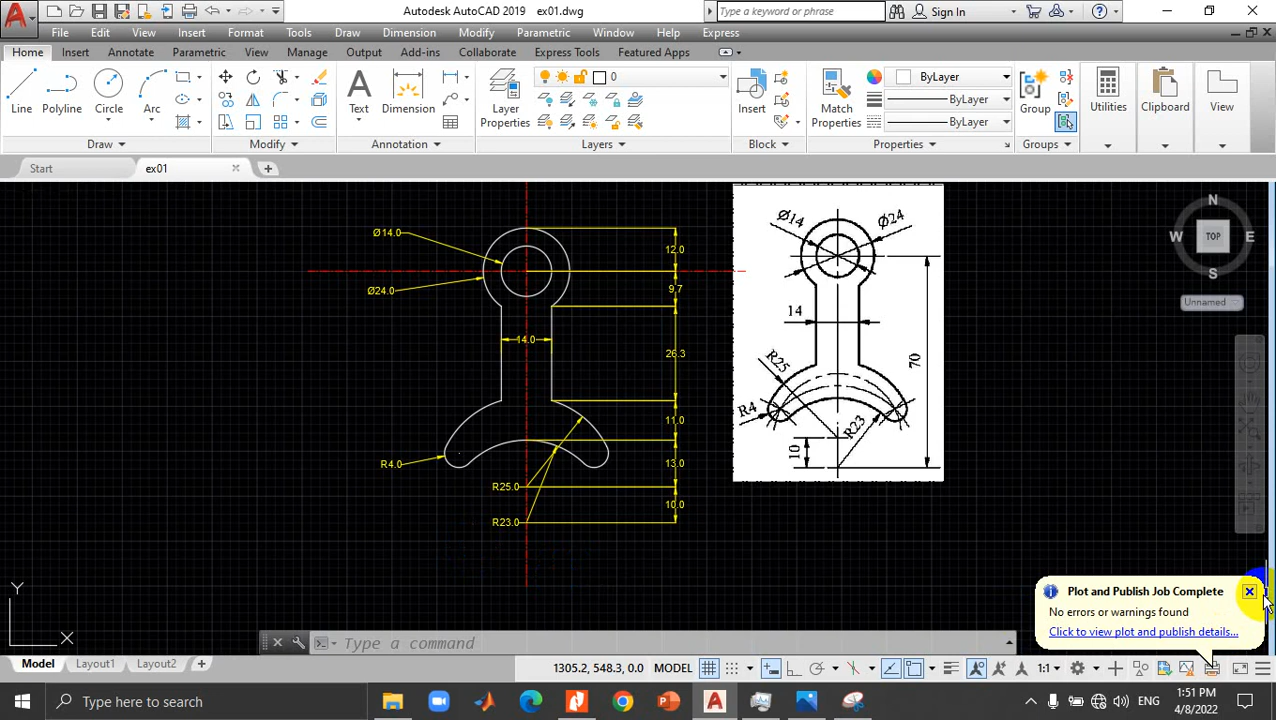 Autodesk AutoCAD 2019 ex01.dwg
Type a keyword or phrase
Sign In
File Edit View Insert Format Tools Draw Dimension Modify Parametric Window Help Express
Home Insert Annotate Parametric View Manage Output Add-ins Collaborate Express Tools Featured Apps
0
ByLayer
ByLayer
ByLayer
Line Polyline Circle Arc Text Dimension Layer Properties Insert Match Properties Group Utilities Clipboard View
Draw Modify Annotation Layers Block Properties Groups
Start ex01
N
W TOP E
S
Unnamed
Ø14.0
Ø24.0
12.0
9.7
14.0
26.3
11.0
R4.0
13.0
R25.0
10.0
R23.0
Ø14 Ø24
14
R25
70
R4
R23
10
Y
X
Plot and Publish Job Complete
No errors or warnings found
Click to view plot and publish details...
Type a command
Model Layout1 Layout2
1305.2, 548.3, 0.0 MODEL 1:1
Type here to search
ENG
1:51 PM
4/8/2022